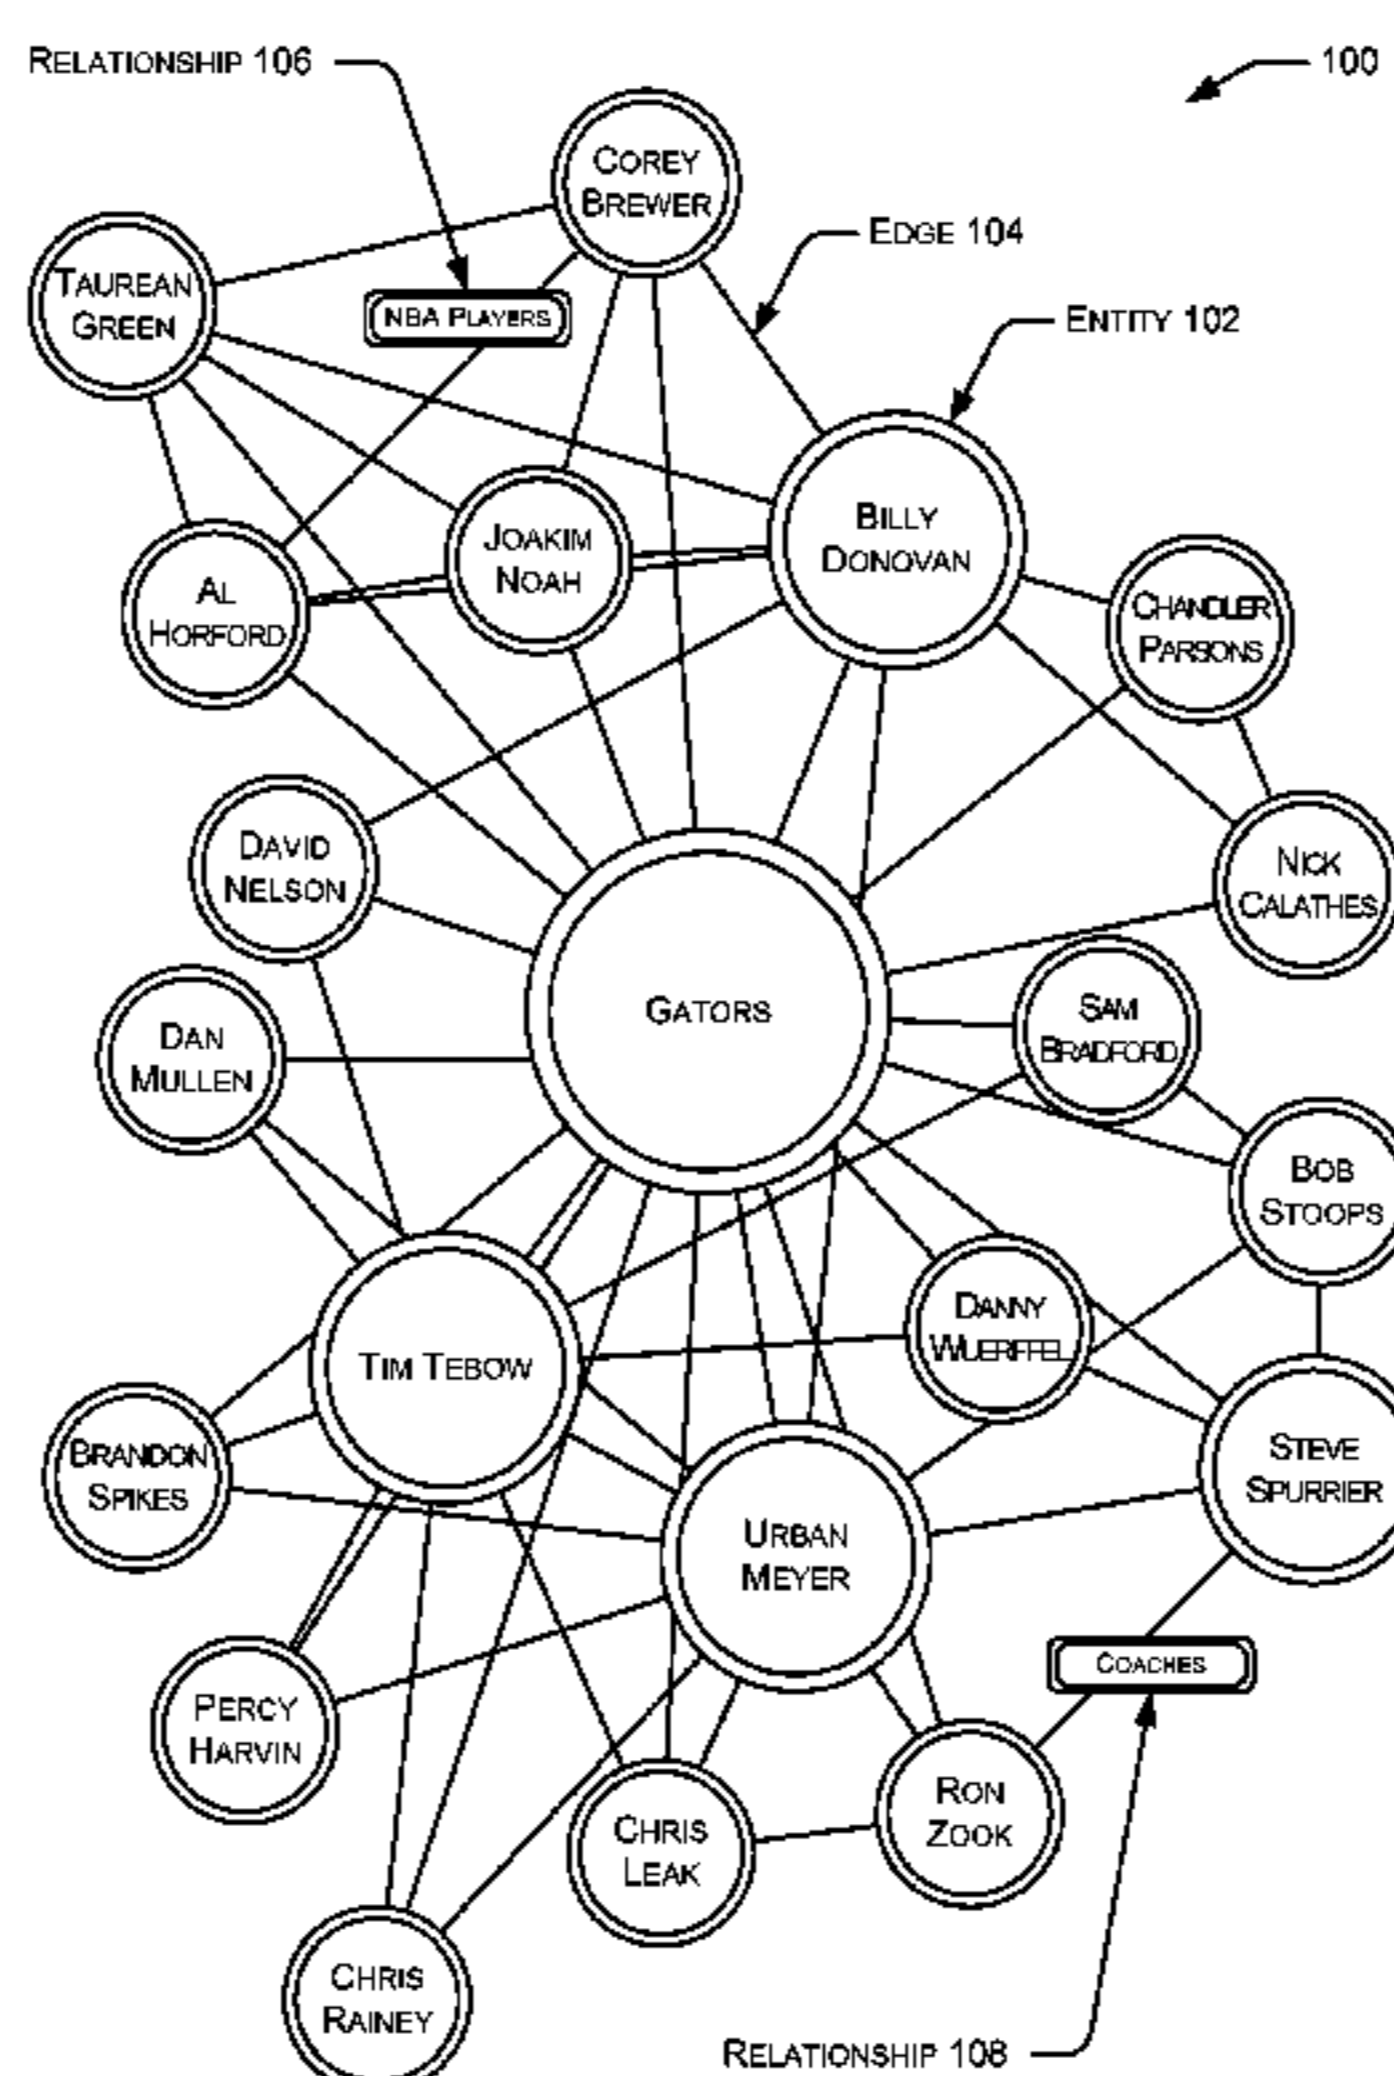 RELATIONSHIP 106
100
COREY
BREWER
EDGE 104
TAUREAN
GREEN
NBA PLAYERS
ENTITY 102
BILLY
DONOVAN
JOAKIM
NOAH
AL
HORFORD
CHANDLER
PARSONS
DAVID
NELSON
NICK
CALATHES
GATORS
SAM
BRADFORD
DAN
MULLEN
BOB
STOOPS
DANNY
WUERFFEL
TIM TEBOW
BRANDON
SPIKES
STEVE
SPURRIER
URBAN
MEYER
COACHES
PERCY
HARVIN
RON
ZOOK
CHRIS
LEAK
CHRIS
RAINEY
RELATIONSHIP 108